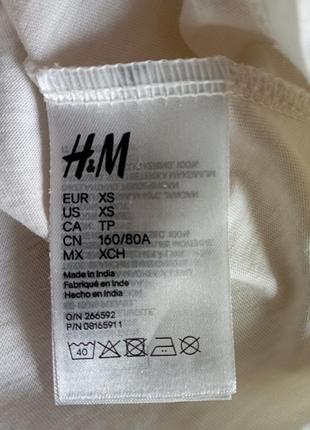 H&M
EUR XS
US XS
CA TP
CN 160/80A
MX XCH
Made in India
Fabriqué en Inde
Hecho en India
O/N 266592
P/N 08165911
40